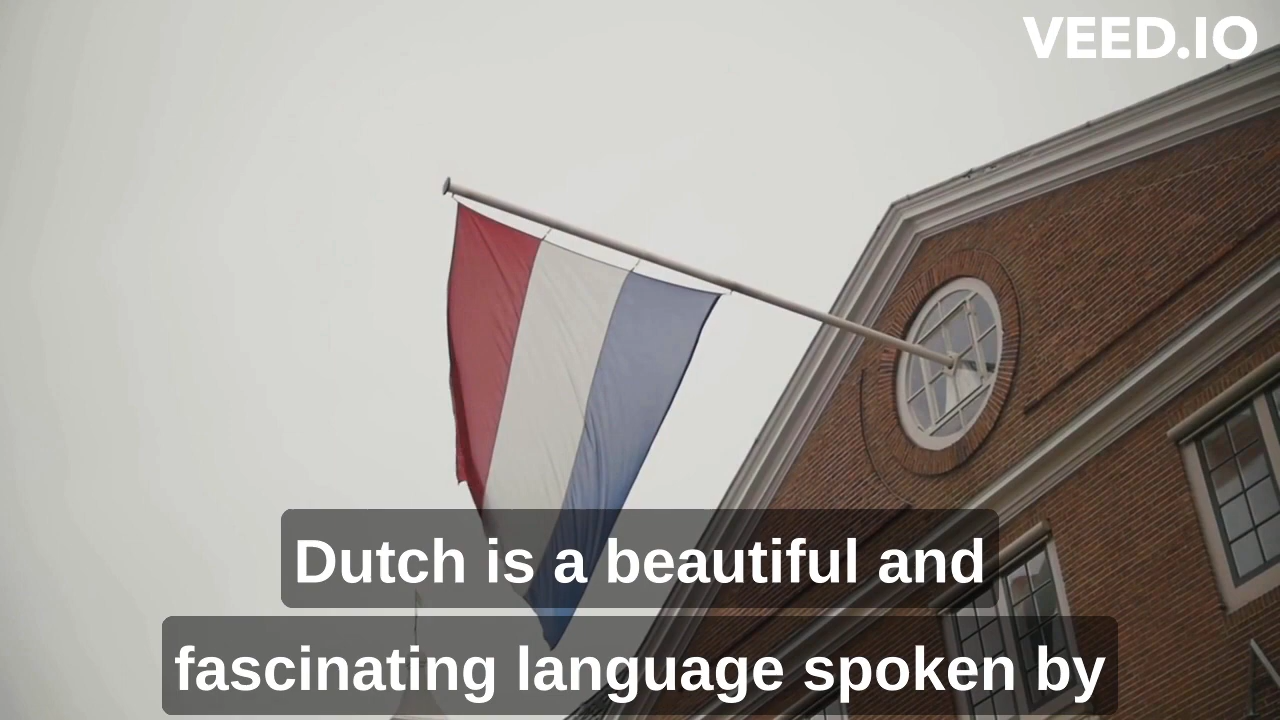 VEED.IO
Dutch is a beautiful and
fascinating language spoken by